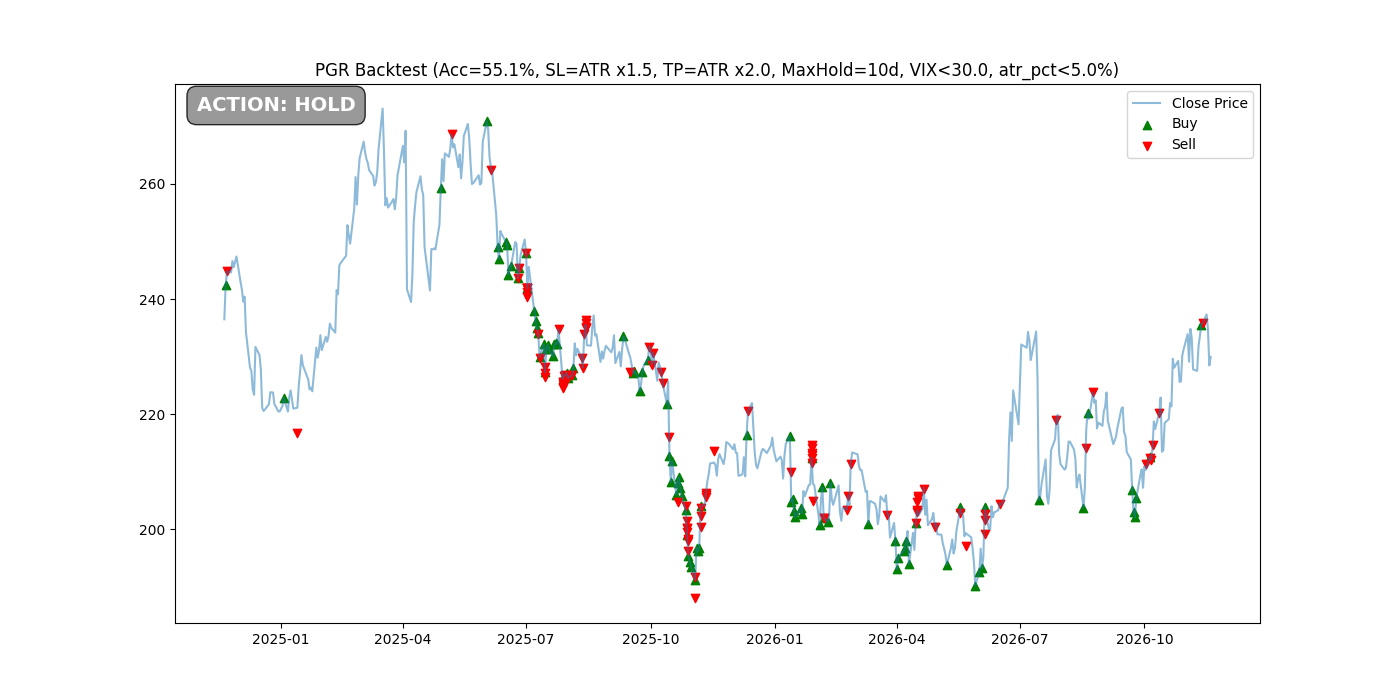 PGR Backtest (Acc=55.1%, SL=ATR x1.5, TP=ATR x2.0, MaxHold=10d, VIX<30.0, atr_pct<5.0%)
ACTION: HOLD
Close Price
Buy
Sell
260
240
220
200
2025-01 2025-04 2025-07 2025-10 2026-01 2026-04 2026-07 2026-10